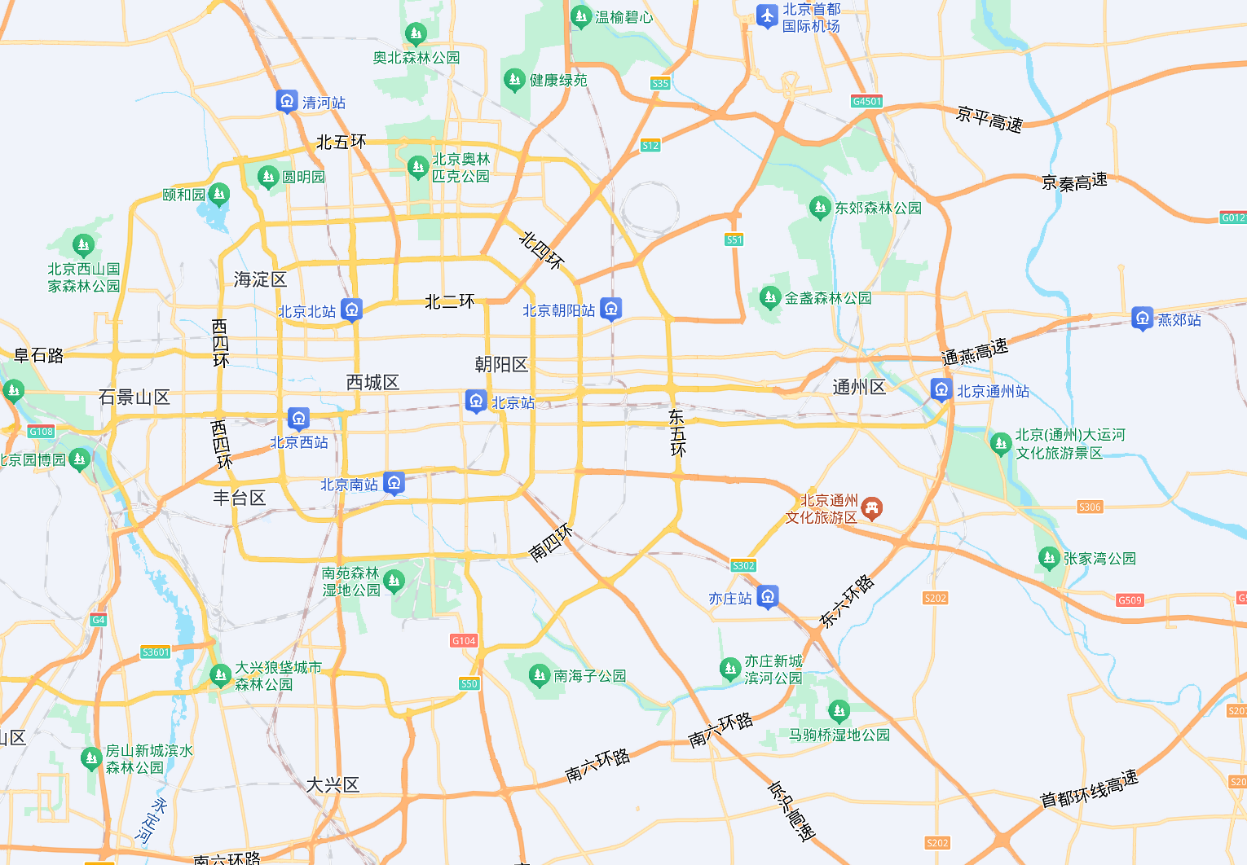 北京首都
国际机场
温榆碧心
奥北森林公园
健康绿苑
S35
清河站
G4501
京平高速
北五环
S12
北京奥林
匹克公园
圆明园
颐和园
京秦高速
东郊森林公园
G012
S51
北四环
北京西山国
家森林公园
海淀区
北二环
金盏森林公园
北京北站
北京朝阳站
燕郊站
西四环
阜石路
通燕高速
朝阳区
西城区
通州区
石景山区
北京站
北京通州站
东五环
G108
西四环
北京西站
北京(通州)大运河
文化旅游景区
北京园博园
北京南站
丰台区
北京通州
文化旅游区
S306
南四环
张家湾公园
S302
南苑森林
湿地公园
亦庄站
东六环路
S202
G509
G4
G104
S3601
大兴狼垡城市
森林公园
南海子公园
亦庄新城
滨河公园
S50
马驹桥湿地公园
南六环路
房山新城滨水
森林公园
南六环路
大兴区
京沪高速
首都环线高速
永定河
S202
南六环路